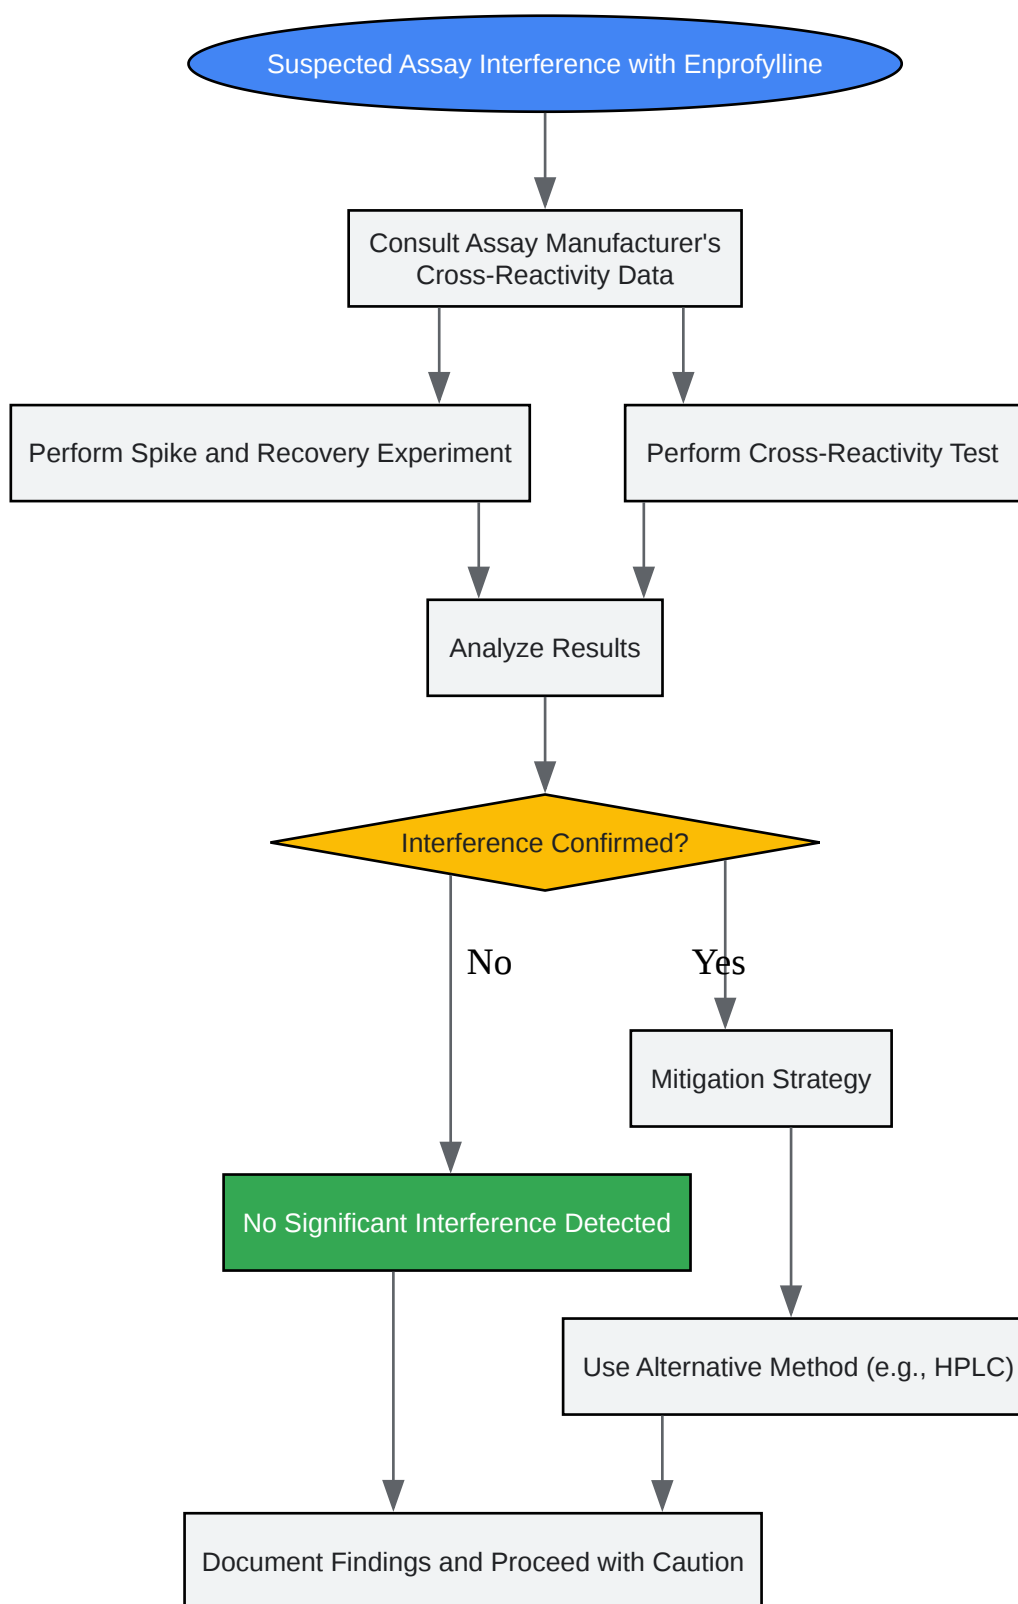 Suspected Assay Interference with Enprofylline
Consult Assay Manufacturer's
Cross-Reactivity Data
Perform Spike and Recovery Experiment
Perform Cross-Reactivity Test
Analyze Results
Interference Confirmed?
No
Yes
Mitigation Strategy
No Significant Interference Detected
Use Alternative Method (e.g., HPLC)
Document Findings and Proceed with Caution